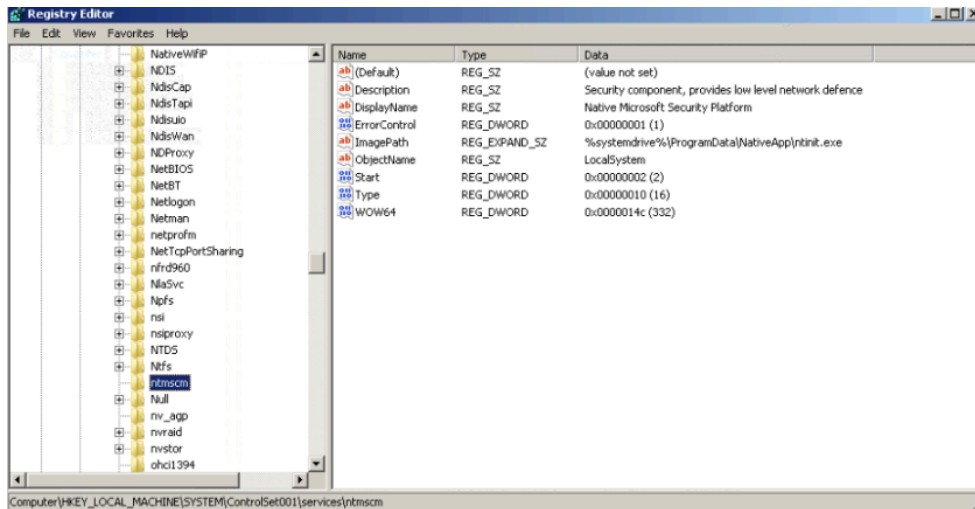 Registry Editor
File Edit View Favorites Help
NativeWifiP
NDIS
NdisCap
NdisTapi
Ndisuio
NdisWan
NDProxy
NetBIOS
NetBT
Netlogon
Netman
netprofm
NetTcpPortSharing
nfrd960
NlaSvc
Npfs
nsi
nsiproxy
NTDS
Ntfs
ntmscm
Null
nv_agp
nvraid
nvstor
ohci1394
Name Type Data
(Default) REG_SZ (value not set)
Description REG_SZ Security component, provides low level network defence
DisplayName REG_SZ Native Microsoft Security Platform
ErrorControl REG_DWORD 0x00000001 (1)
ImagePath REG_EXPAND_SZ %systemdrive%\ProgramData\NativeApp\ntinit.exe
ObjectName REG_SZ LocalSystem
Start REG_DWORD 0x00000002 (2)
Type REG_DWORD 0x00000010 (16)
WOW64 REG_DWORD 0x0000014c (332)
Computer\HKEY_LOCAL_MACHINE\SYSTEM\ControlSet001\services\ntmscm